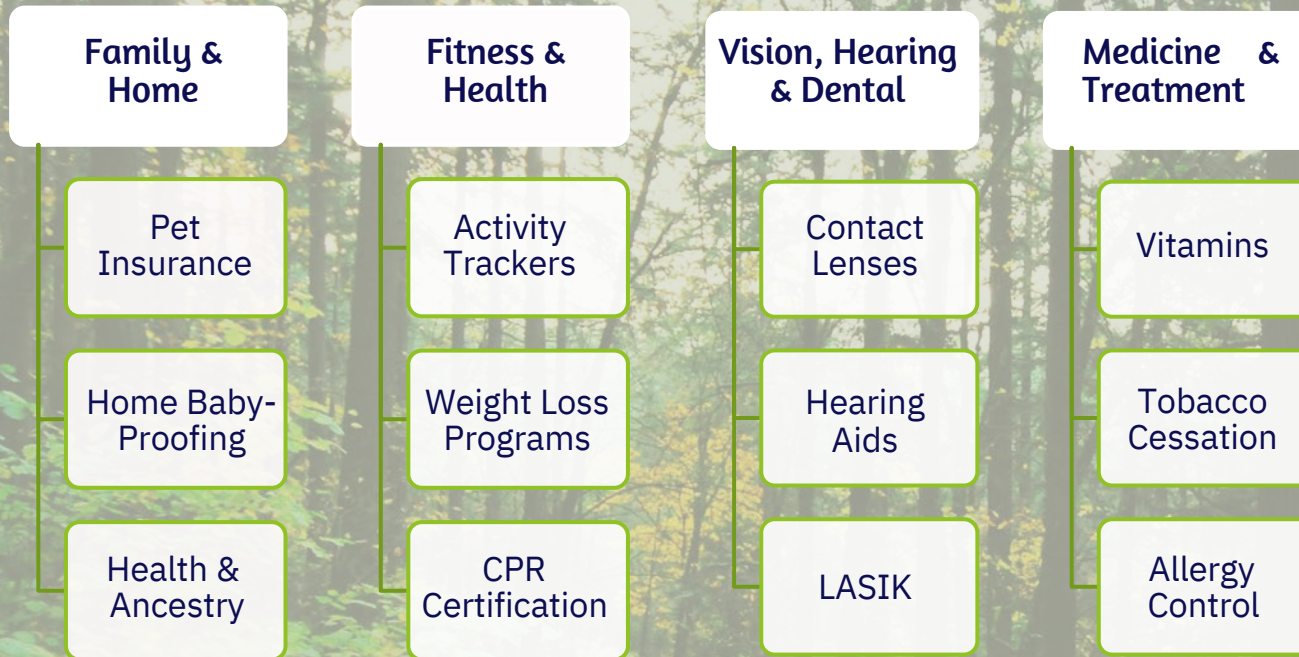 Family &
Home
Pet
Insurance
Home Baby-
Proofing
Health &
Ancestry
Fitness &
Health
Activity
Trackers
Weight Loss
Programs
CPR
Certification
Vision, Hearing
& Dental
Contact
Lenses
Hearing
Aids
LASIK
Medicine &
Treatment
Vitamins
Tobacco
Cessation
Allergy
Control